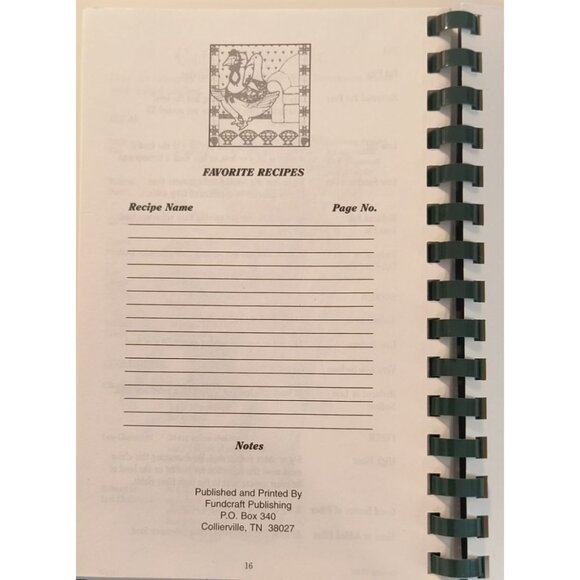 FAVORITE RECIPES
Recipe Name Page No.
Notes
Published and Printed By
Fundcraft Publishing
P.O. Box 340
Collierville, TN 38027
16